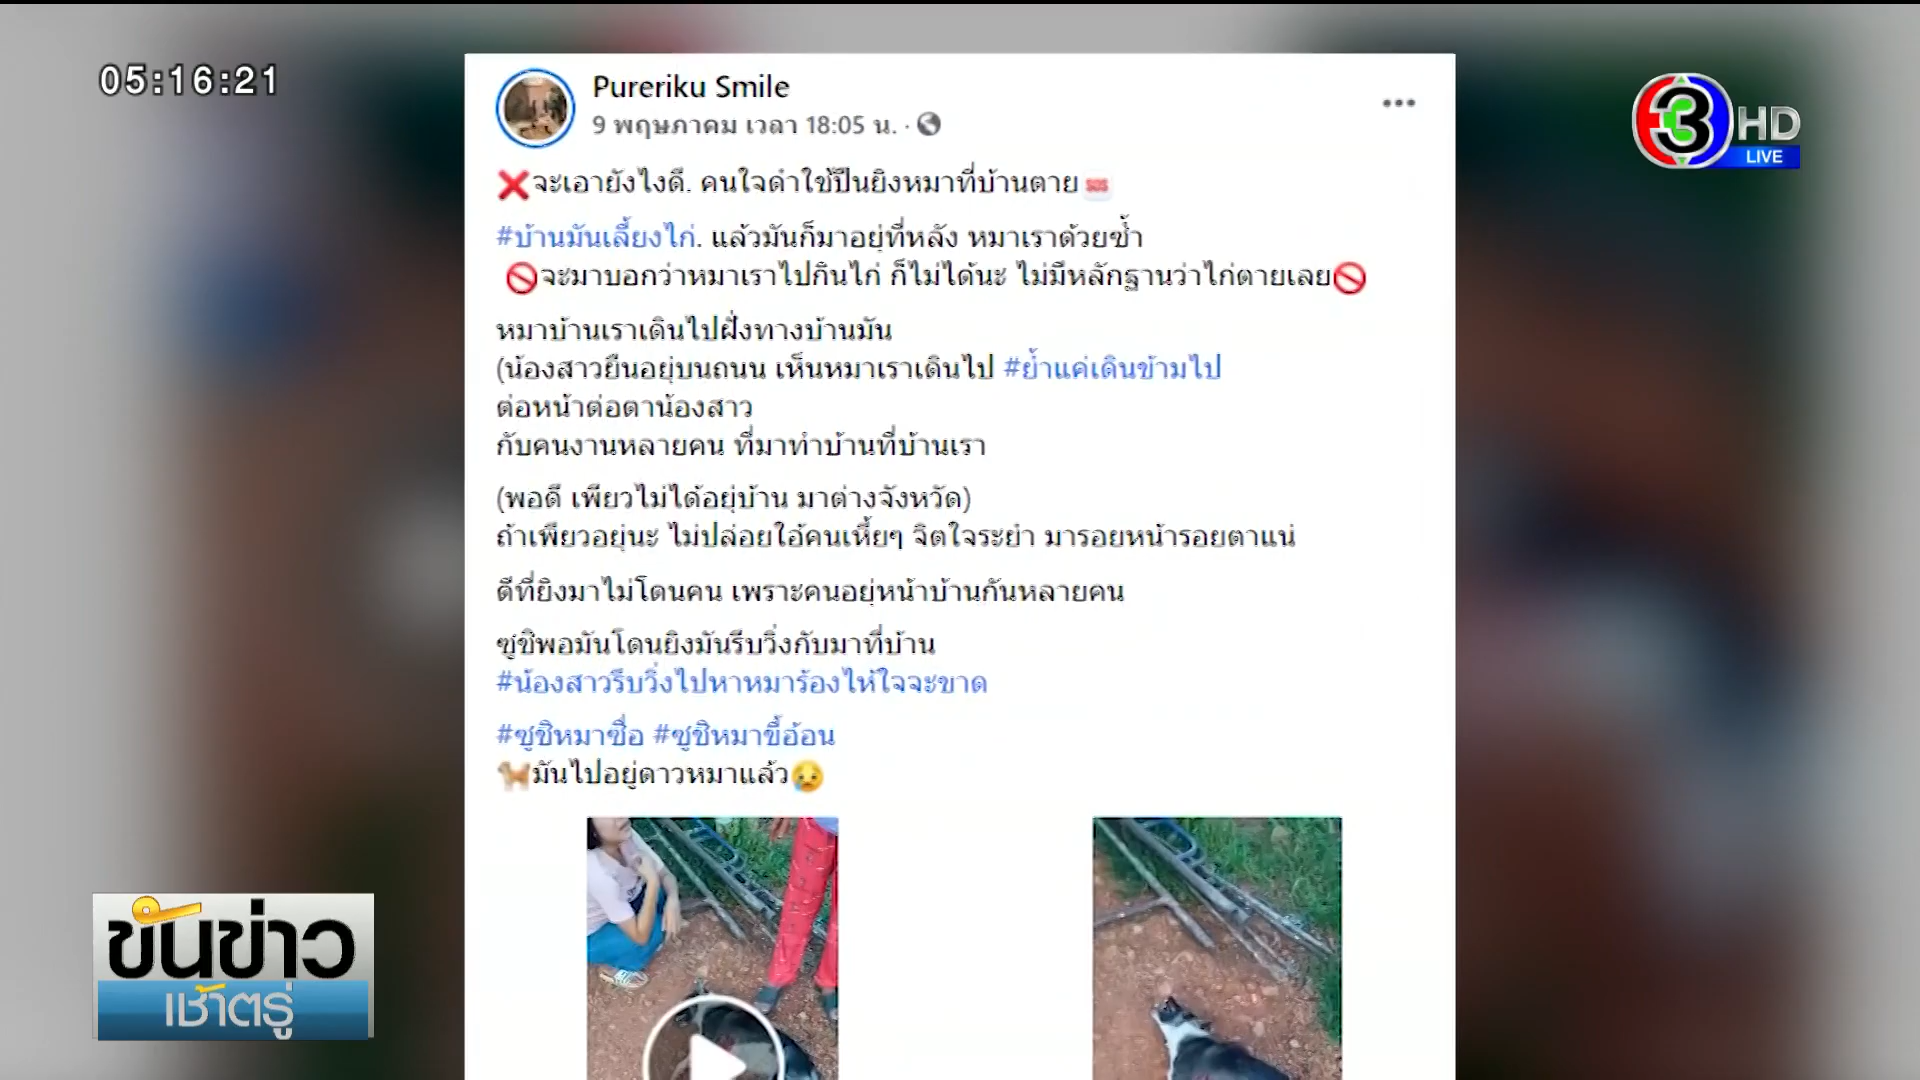 05:16:21
Pureriku Smile
9 พฤษภาคม เวลา 18:05 น. ·
3 HD
LIVE
❌จะเอายังไงดี. คนใจดำใช้ปืนยิงหมาที่บ้านตาย🆘
#บ้านมันเลี้ยงไก่. แล้วมันก็มาอยู่ที่หลัง หมาเราด้วยซ้ำ
🚫จะมาบอกว่าหมาเราไปกินไก่ ก็ไม่ได้นะ ไม่มีหลักฐานว่าไก่ตายเลย🚫
หมาบ้านเราเดินไปฝั่งทางบ้านมัน
(น้องสาวยืนอยู่บนถนน เห็นหมาเราเดินไป #ย้ำแค่เดินข้ามไป
ต่อหน้าต่อตาน้องสาว
กับคนงานหลายคน ที่มาทำบ้านที่บ้านเรา
(พอดี เพียวไม่ได้อยู่บ้าน มาต่างจังหวัด)
ถ้าเพียวอยู่นะ ไม่ปล่อยใอ้คนเหี้ยๆ จิตใจระยำ มารอยหน้ารอยตาแน่
ดีที่ยิงมาไม่โดนคน เพราะคนอยู่หน้าบ้านกันหลายคน
ซูชิพอมันโดนยิงมันรีบวิ่งกับมาที่บ้าน
#น้องสาวรีบวิ่งไปหาหมาร้องไห้ใจจะขาด
#ซูชิหมาซื่อ #ซูชิหมาขี้อ้อน
🐕มันไปอยู่ดาวหมาแล้ว😢
ขันข่าว
เช้าตรู่